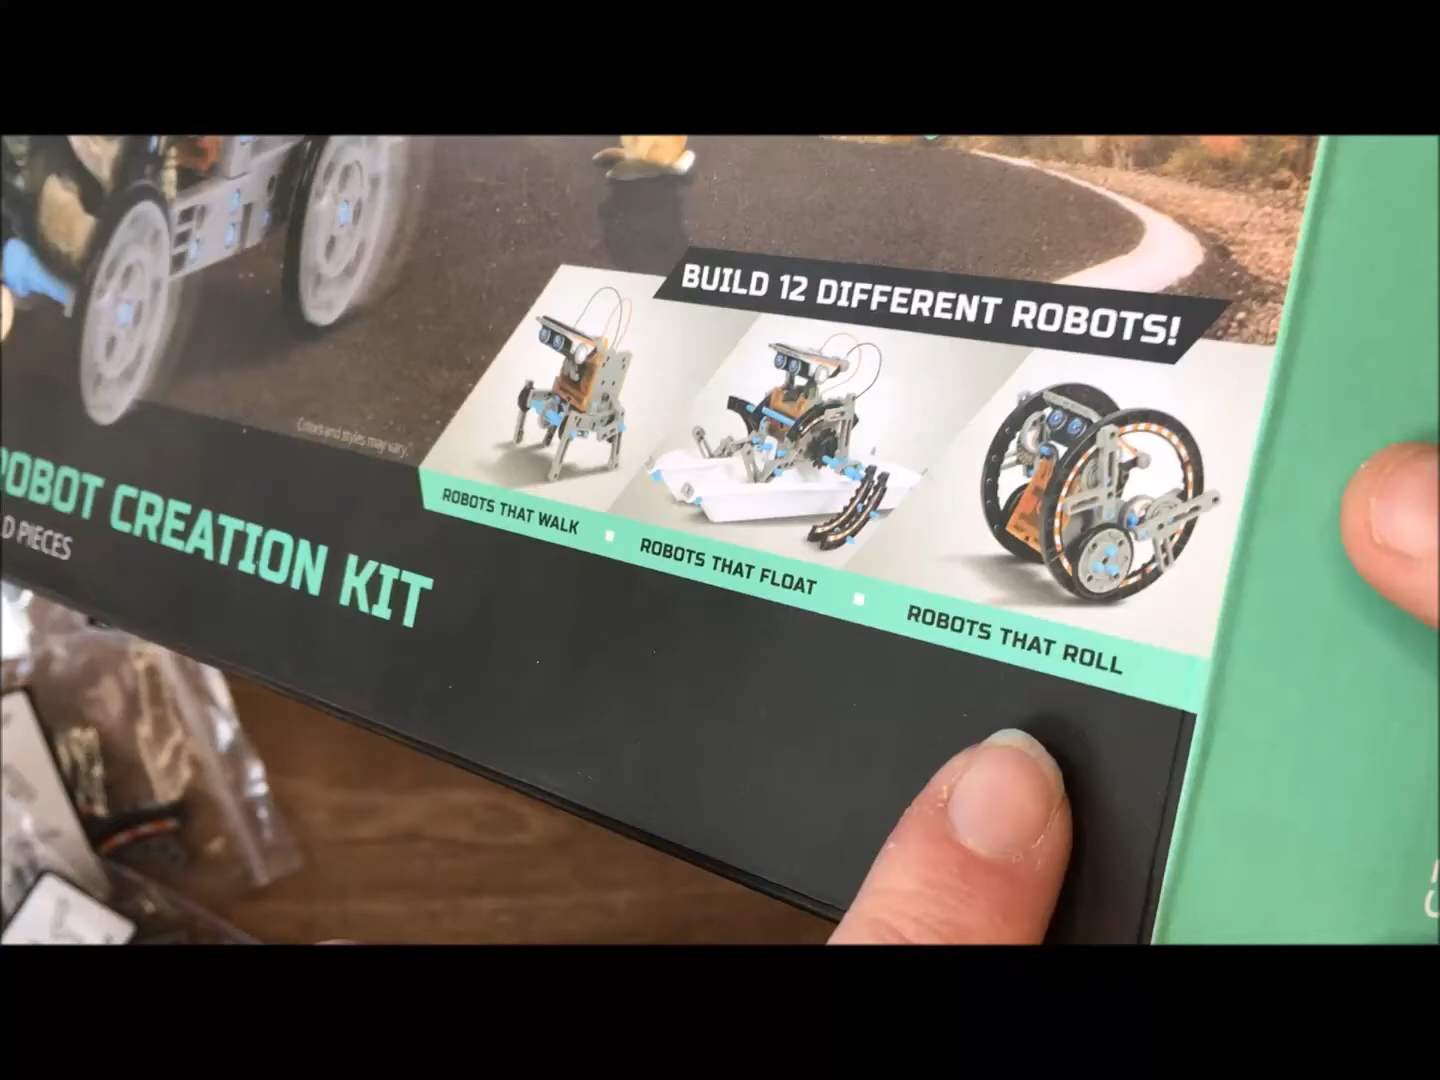 BUILD 12 DIFFERENT ROBOTS!
Colors and styles may vary.
ROBOTS THAT WALK
ROBOTS THAT FLOAT
ROBOTS THAT ROLL
ROBOT CREATION KIT
PIECES